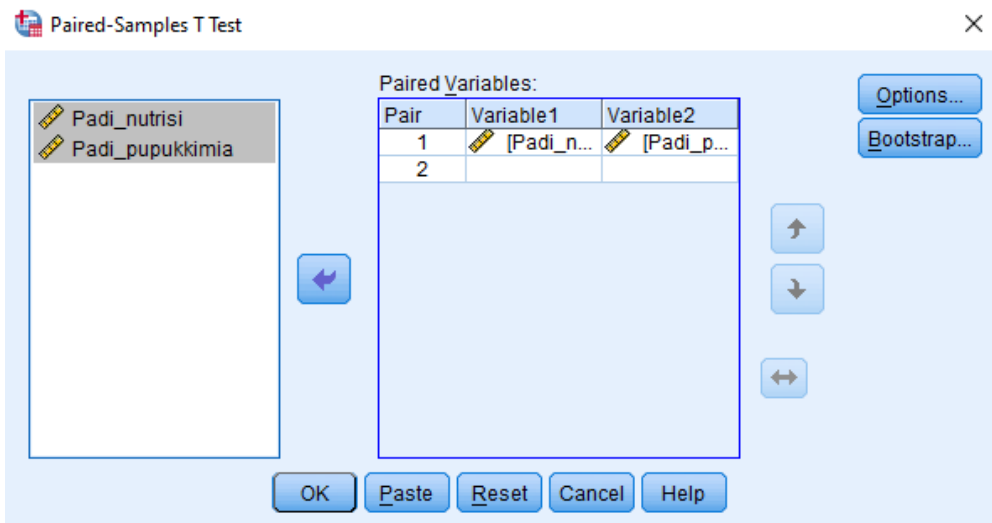 Paired-Samples T Test
Padi_nutrisi
Padi_pupukkimia
Paired Variables:
Pair Variable1 Variable2
1 [Padi_n... [Padi_p...
2
Options...
Bootstrap...
OK Paste Reset Cancel Help